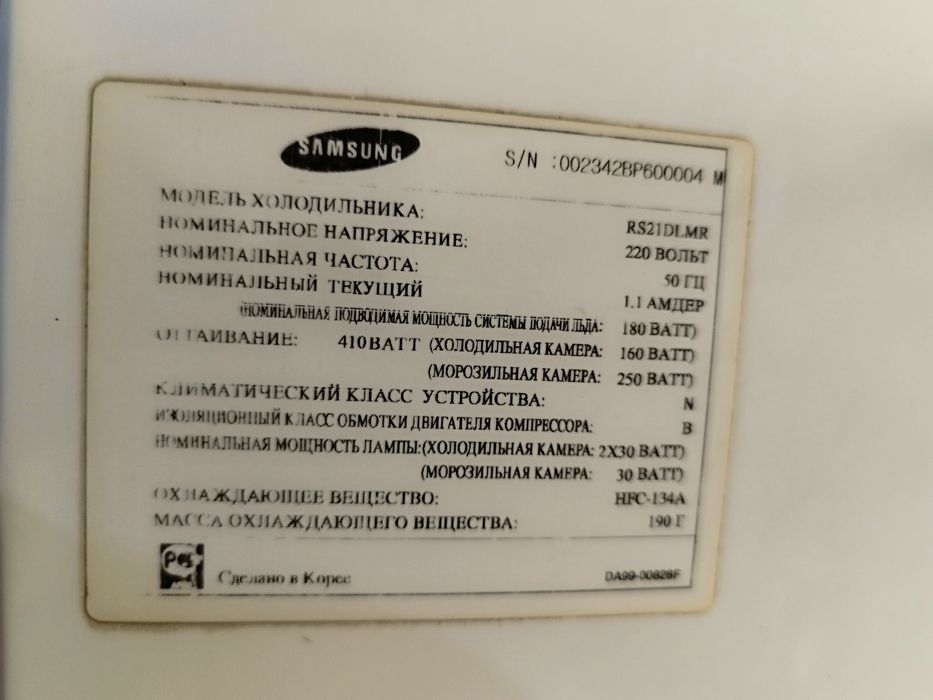 SAMSUNG
S/N :002342BP600004 M
МОДЕЛЬ ХОЛОДИЛЬНИКА: RS21DLMR
НОМИНАЛЬНОЕ НАПРЯЖЕНИЕ: 220 ВОЛЬТ
НОМИНАЛЬНАЯ ЧАСТОТА: 50 ГЦ
НОМИНАЛЬНЫЙ ТЕКУЩИЙ 1.1 АМДЕР
(НОМИНАЛЬНАЯ ПОДВОДИМАЯ МОЩНОСТЬ СИСТЕМЫ ПОДАЧИ ЛЬДА: 180 ВАТТ)
ОТТАИВАНИЕ: 410ВАТТ (ХОЛОДИЛЬНАЯ КАМЕРА: 160 ВАТТ)
(МОРОЗИЛЬНАЯ КАМЕРА: 250 ВАТТ)
КЛИМАТИЧЕСКИЙ КЛАСС УСТРОЙСТВА: N
ИЗОЛЯЦИОННЫЙ КЛАСС ОБМОТКИ ДВИГАТЕЛЯ КОМПРЕССОРА: B
НОМИНАЛЬНАЯ МОЩНОСТЬ ЛАМПЫ:(ХОЛОДИЛЬНАЯ КАМЕРА: 2X30 ВАТТ)
(МОРОЗИЛЬНАЯ КАМЕРА: 30 ВАТТ)
ОХЛАЖДАЮЩЕЕ ВЕЩЕСТВО: HFC-134A
МАССА ОХЛАЖДАЮЩЕГО ВЕЩЕСТВА: 190 Г
Сделано в Корее DA99-00628F